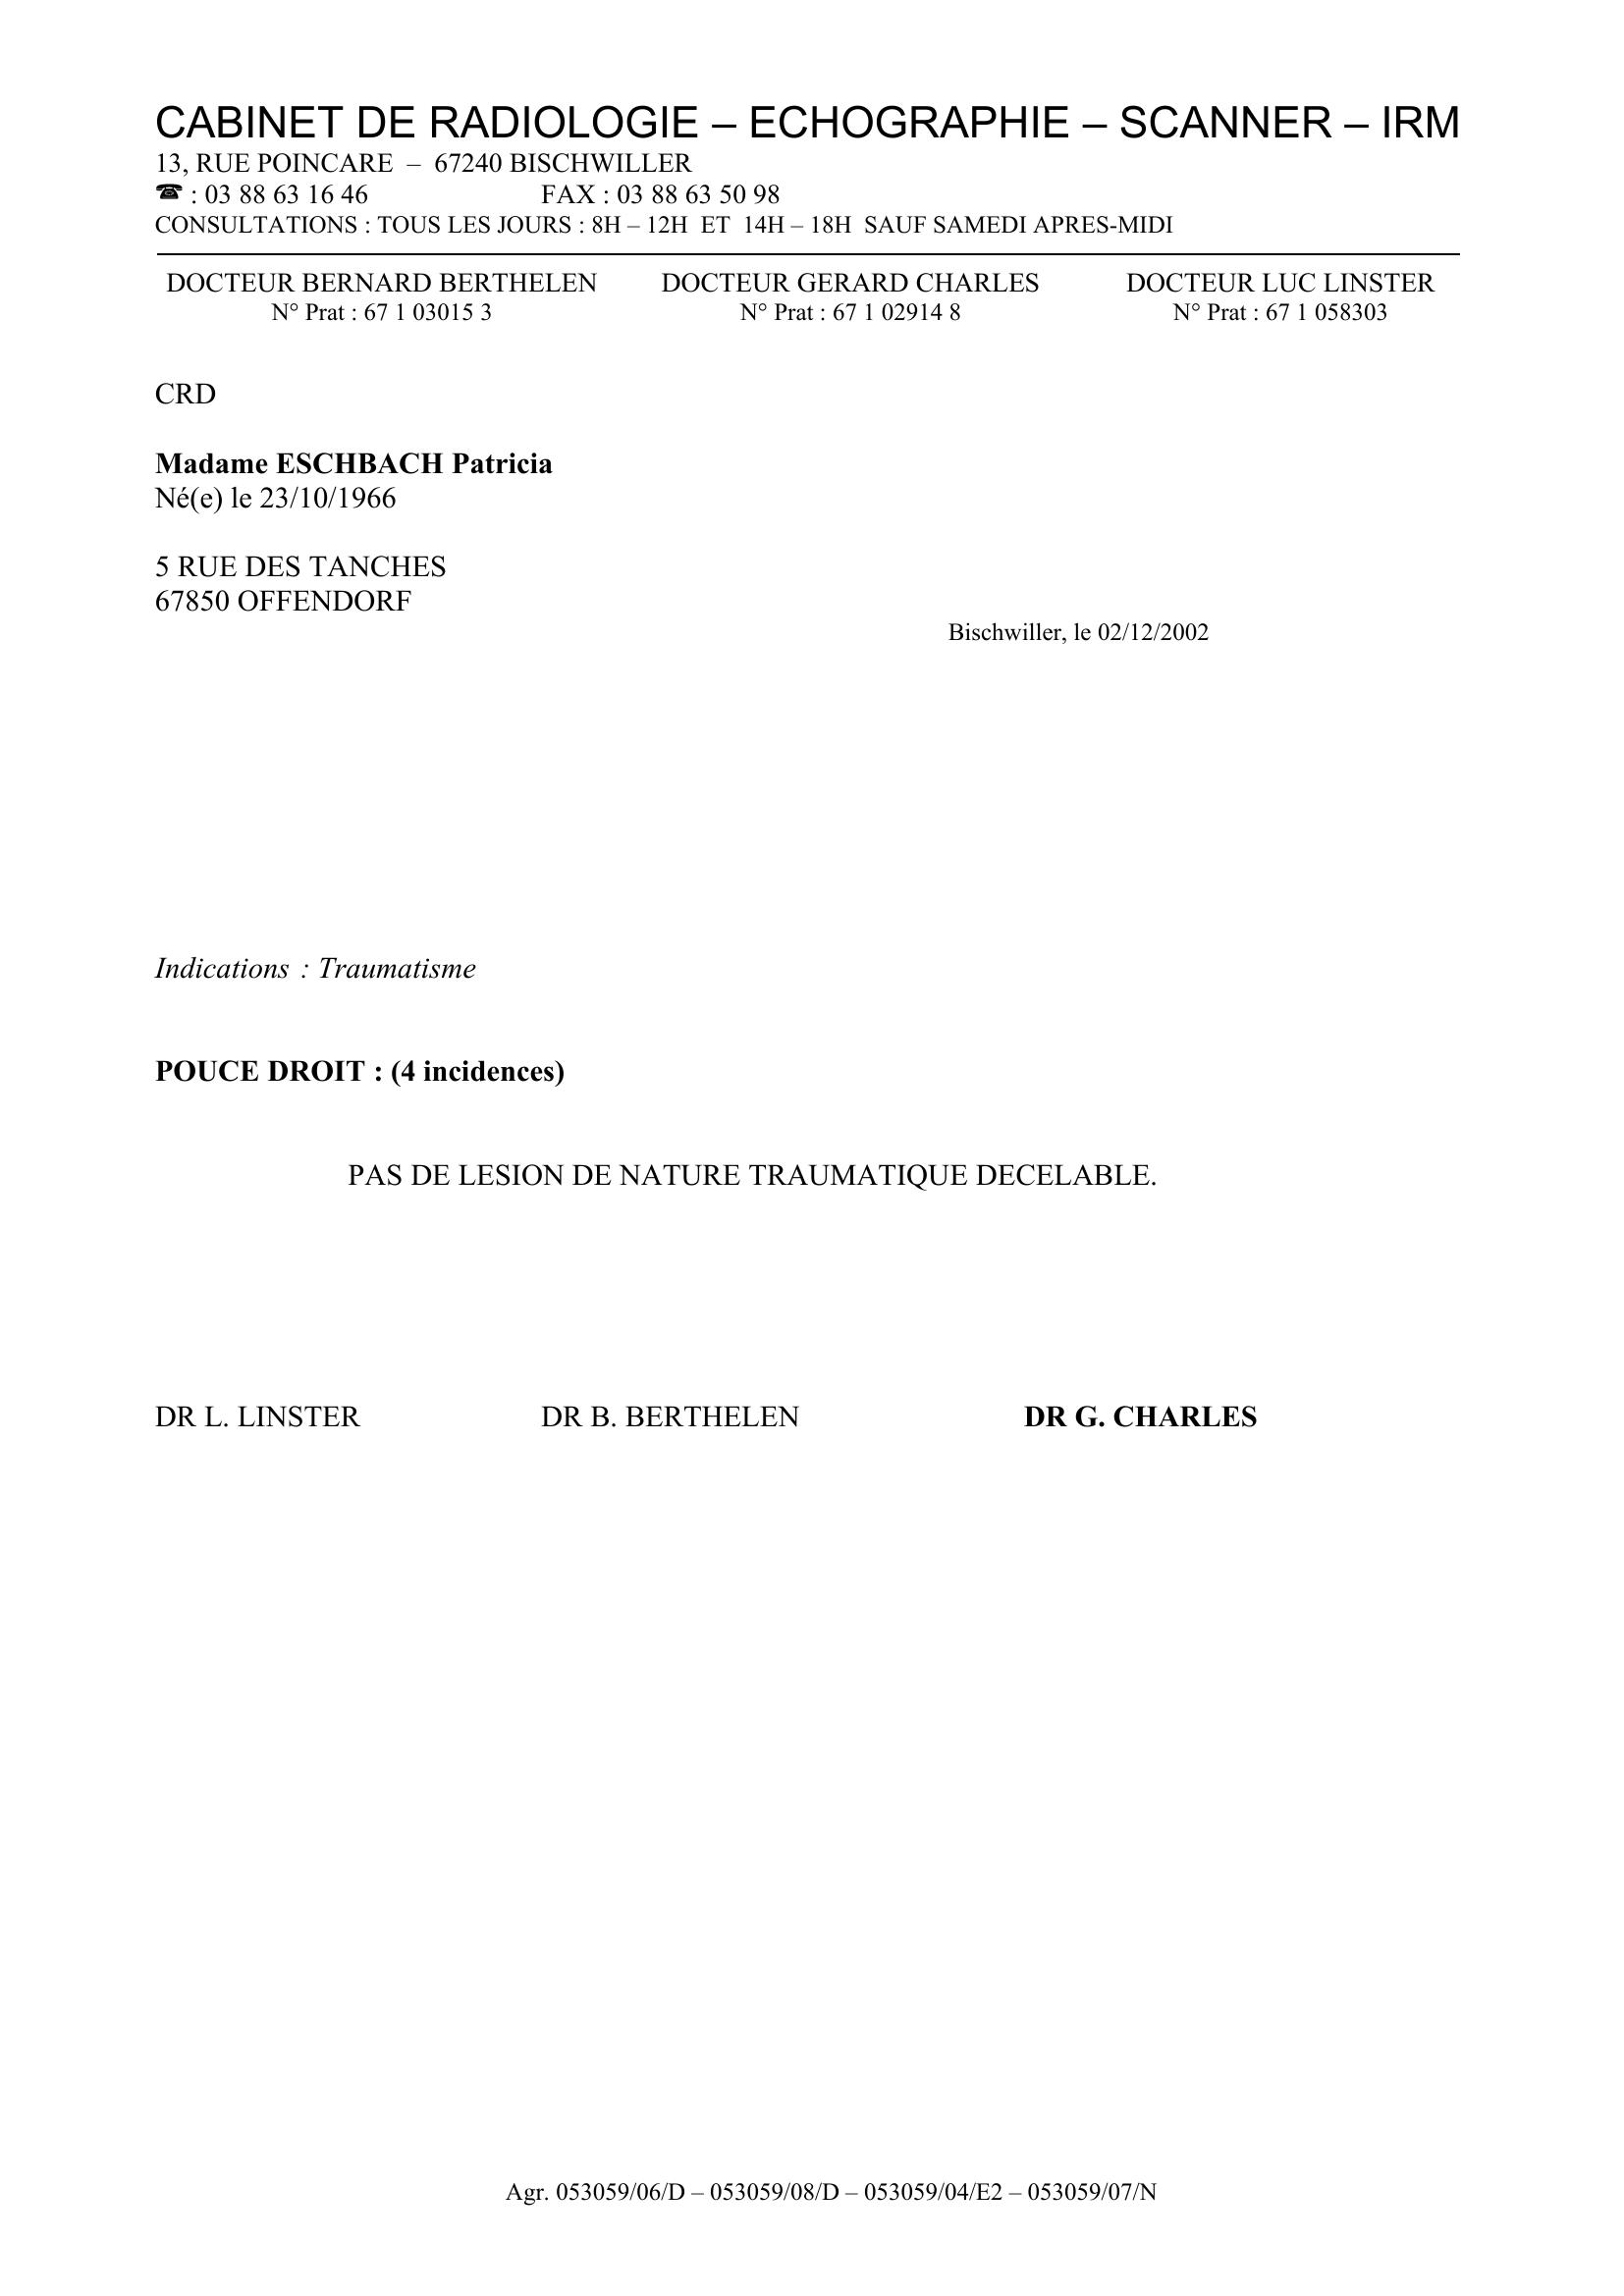 CABINET DE RADIOLOGIE – ECHOGRAPHIE – SCANNER – IRM
13, RUE POINCARE – 67240 BISCHWILLER
☎ : 03 88 63 16 46 FAX : 03 88 63 50 98
CONSULTATIONS : TOUS LES JOURS : 8H – 12H ET 14H – 18H SAUF SAMEDI APRES-MIDI
DOCTEUR BERNARD BERTHELEN DOCTEUR GERARD CHARLES DOCTEUR LUC LINSTER
N° Prat : 67 1 03015 3 N° Prat : 67 1 02914 8 N° Prat : 67 1 058303
CRD
Madame ESCHBACH Patricia
Né(e) le 23/10/1966
5 RUE DES TANCHES
67850 OFFENDORF
Bischwiller, le 02/12/2002
Indications : Traumatisme
POUCE DROIT : (4 incidences)
PAS DE LESION DE NATURE TRAUMATIQUE DECELABLE.
DR L. LINSTER DR B. BERTHELEN DR G. CHARLES
Agr. 053059/06/D – 053059/08/D – 053059/04/E2 – 053059/07/N